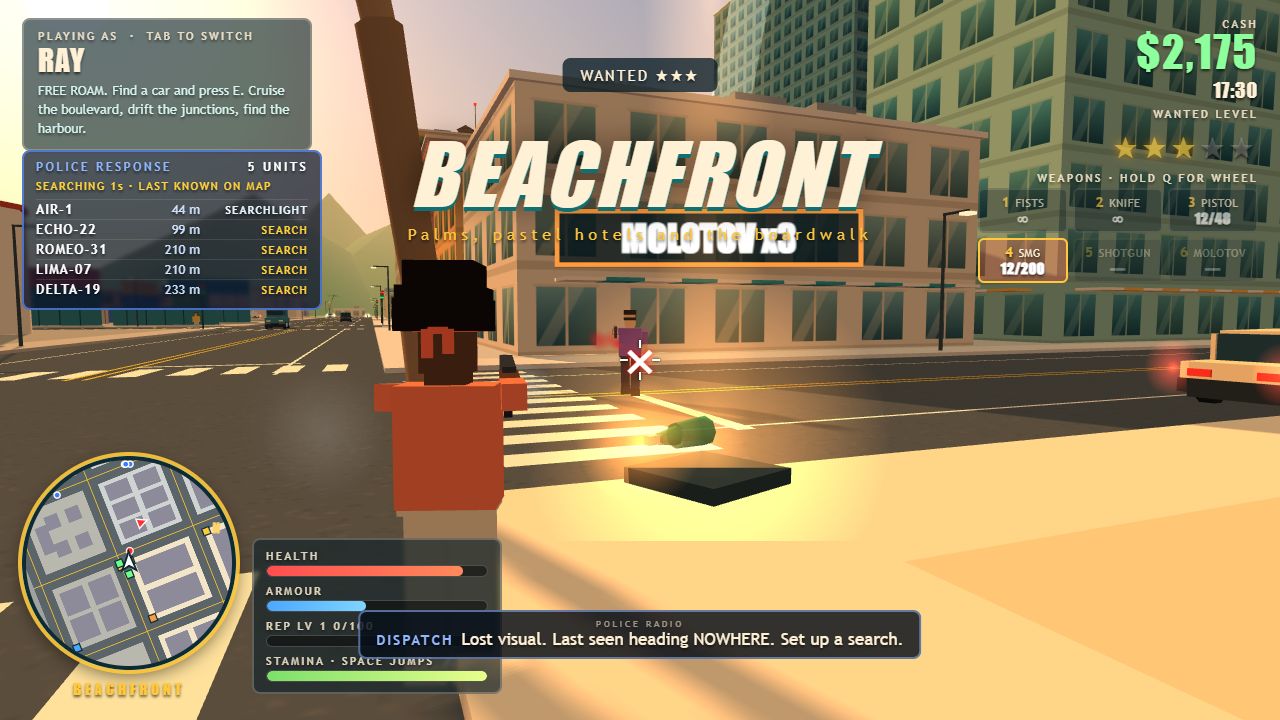 PLAYING AS · TAB TO SWITCH
RAY
FREE ROAM. Find a car and press E. Cruise
the boulevard, drift the junctions, find the
harbour.
POLICE RESPONSE 5 UNITS
SEARCHING 1s • LAST KNOWN ON MAP
AIR-1 44 m SEARCHLIGHT
ECHO-22 99 m SEARCH
ROMEO-31 210 m SEARCH
LIMA-07 210 m SEARCH
DELTA-19 233 m SEARCH
WANTED ★★★
BEACHFRONT
Palms, pastel hotels and the boardwalk
MOLOTOV x3
CASH
$2,175
17:30
WANTED LEVEL
★★★★★
WEAPONS · HOLD Q FOR WHEEL
1 FISTS 2 KNIFE 3 PISTOL
∞ ∞ 12/48
4 SMG 5 SHOTGUN 6 MOLOTOV
12/200 — —
HEALTH
ARMOUR
REP LV 1 0/100
STAMINA · SPACE JUMPS
POLICE RADIO
DISPATCH Lost visual. Last seen heading NOWHERE. Set up a search.
BEACHFRONT